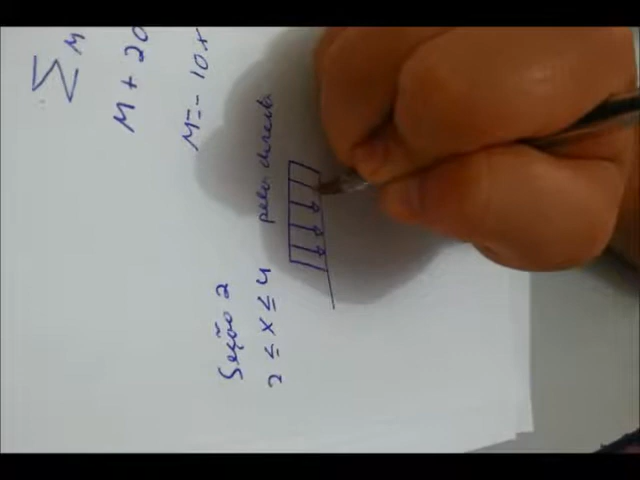 ∑M
M + 20
M = -10x
Seção 2
2 ≤ x ≤ 4 pela direita